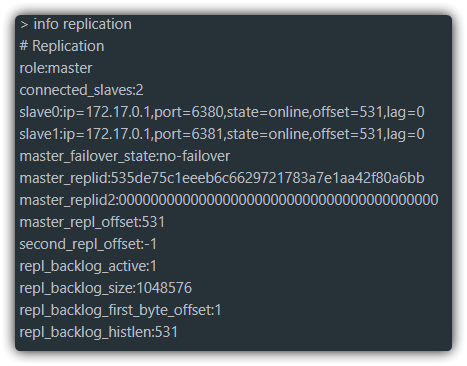 > info replication
# Replication
role:master
connected_slaves:2
slave0:ip=172.17.0.1,port=6380,state=online,offset=531,lag=0
slave1:ip=172.17.0.1,port=6381,state=online,offset=531,lag=0
master_failover_state:no-failover
master_replid:535de75c1eeeb6c6629721783a7e1aa42f80a6bb
master_replid2:0000000000000000000000000000000000000000
master_repl_offset:531
second_repl_offset:-1
repl_backlog_active:1
repl_backlog_size:1048576
repl_backlog_first_byte_offset:1
repl_backlog_histlen:531